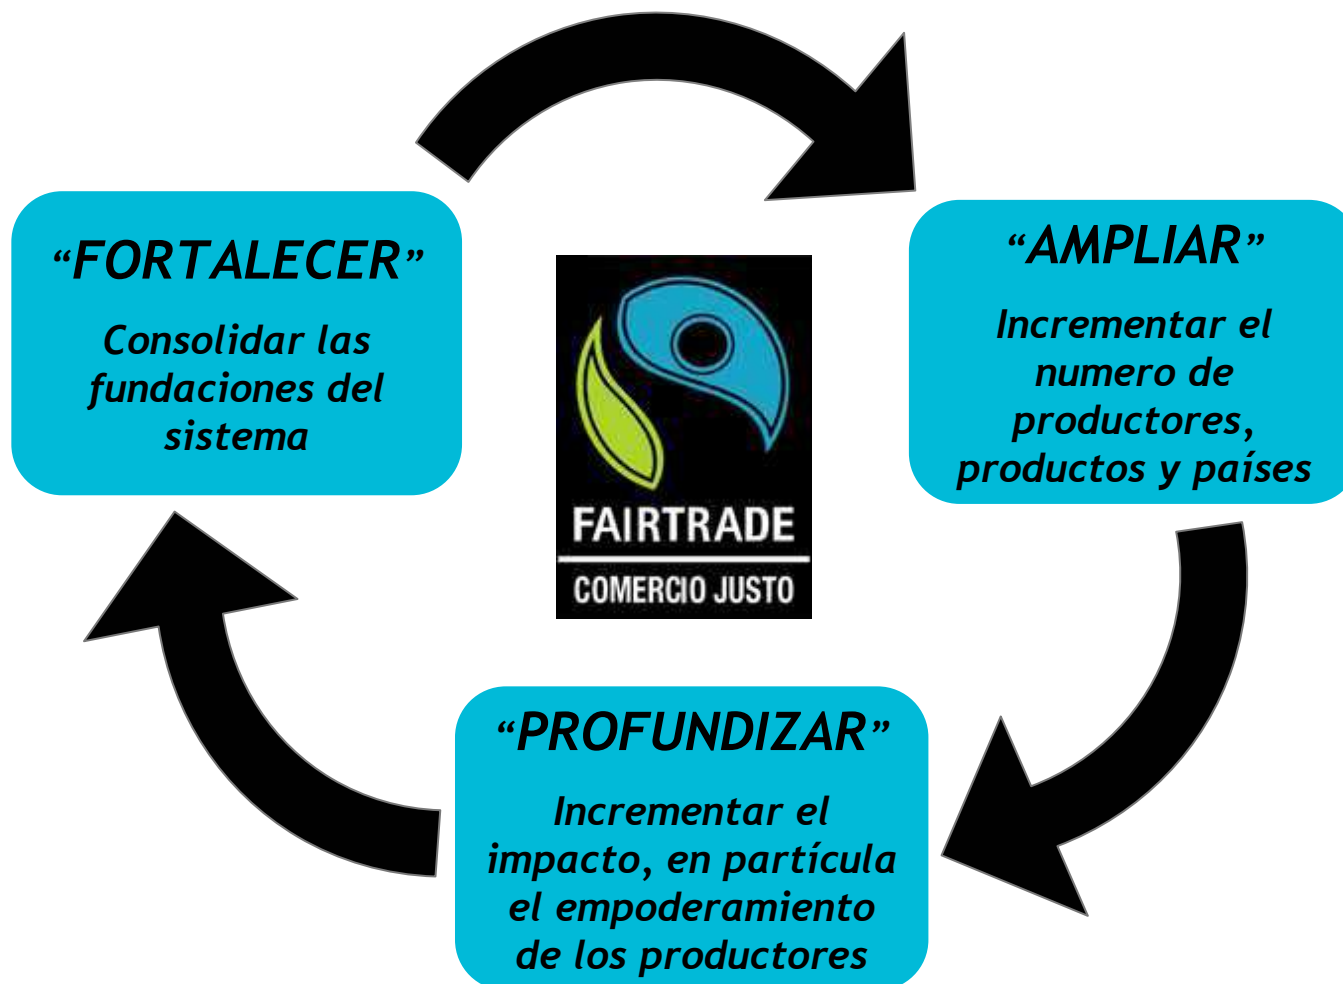 “FORTALECER”
Consolidar las
fundaciones del
sistema
“AMPLIAR”
Incrementar el
numero de
productores,
productos y países
FAIRTRADE
COMERCIO JUSTO
“PROFUNDIZAR”
Incrementar el
impacto, en partícula
el empoderamiento
de los productores